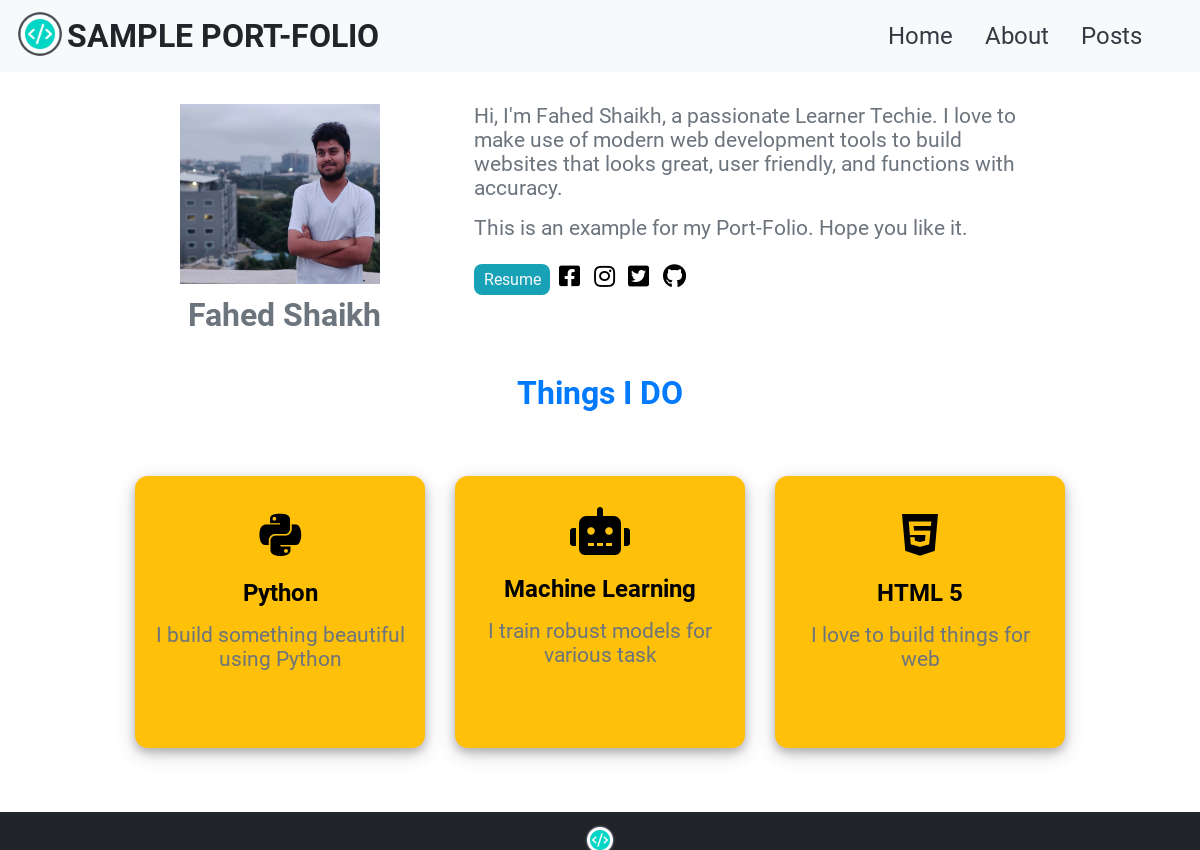 SAMPLE PORT-FOLIO
Home About Posts
Hi, I'm Fahed Shaikh, a passionate Learner Techie. I love to
make use of modern web development tools to build
websites that looks great, user friendly, and functions with
accuracy.
This is an example for my Port-Folio. Hope you like it.
Resume
Fahed Shaikh
Things I DO
Python
I build something beautiful
using Python
Machine Learning
I train robust models for
various task
HTML 5
I love to build things for
web